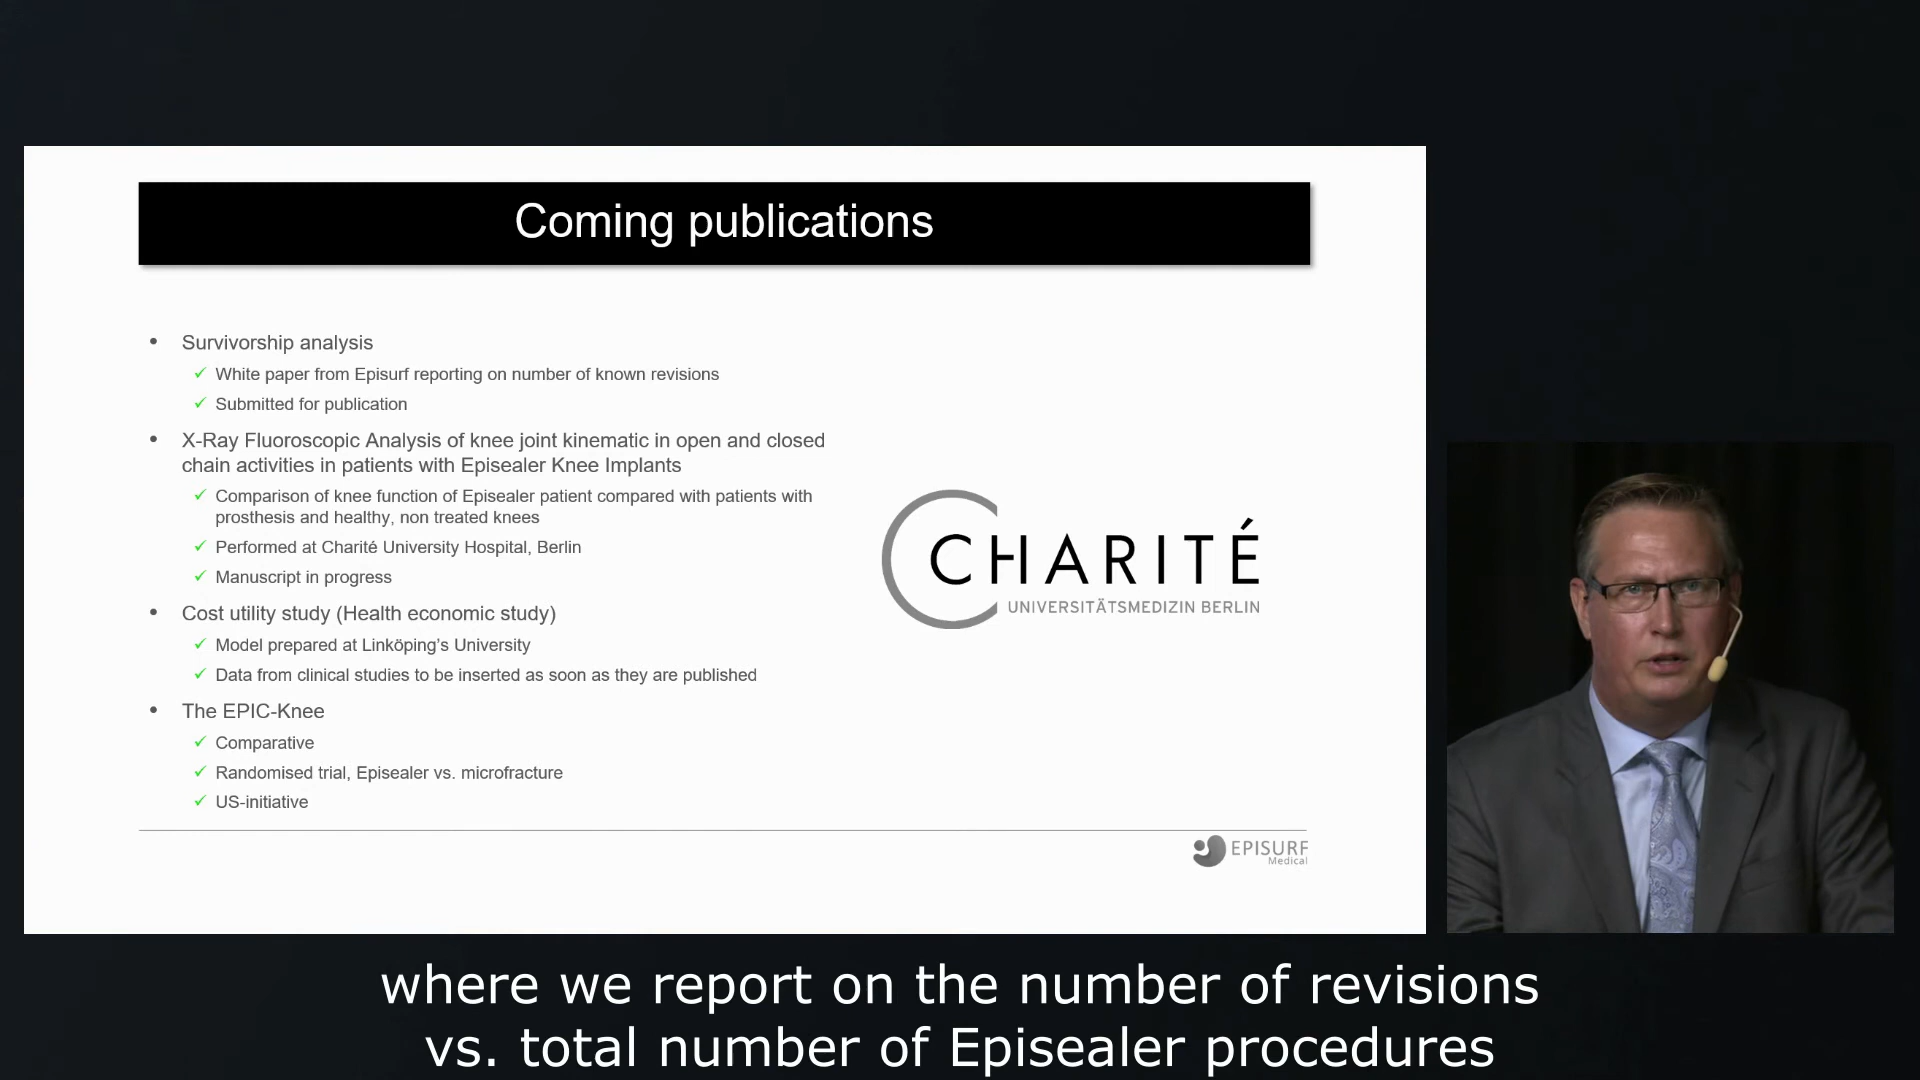 Coming publications
• Survivorship analysis
✓ White paper from Episurf reporting on number of known revisions
✓ Submitted for publication
• X-Ray Fluoroscopic Analysis of knee joint kinematic in open and closed
chain activities in patients with Episealer Knee Implants
✓ Comparison of knee function of Episealer patient compared with patients with
prosthesis and healthy, non treated knees
✓ Performed at Charité University Hospital, Berlin
✓ Manuscript in progress
• Cost utility study (Health economic study)
✓ Model prepared at Linköping’s University
✓ Data from clinical studies to be inserted as soon as they are published
• The EPIC-Knee
✓ Comparative
✓ Randomised trial, Episealer vs. microfracture
✓ US-initiative
CHARITÉ
UNIVERSITÄTSMEDIZIN BERLIN
EPISURF
Medical
where we report on the number of revisions
vs. total number of Episealer procedures